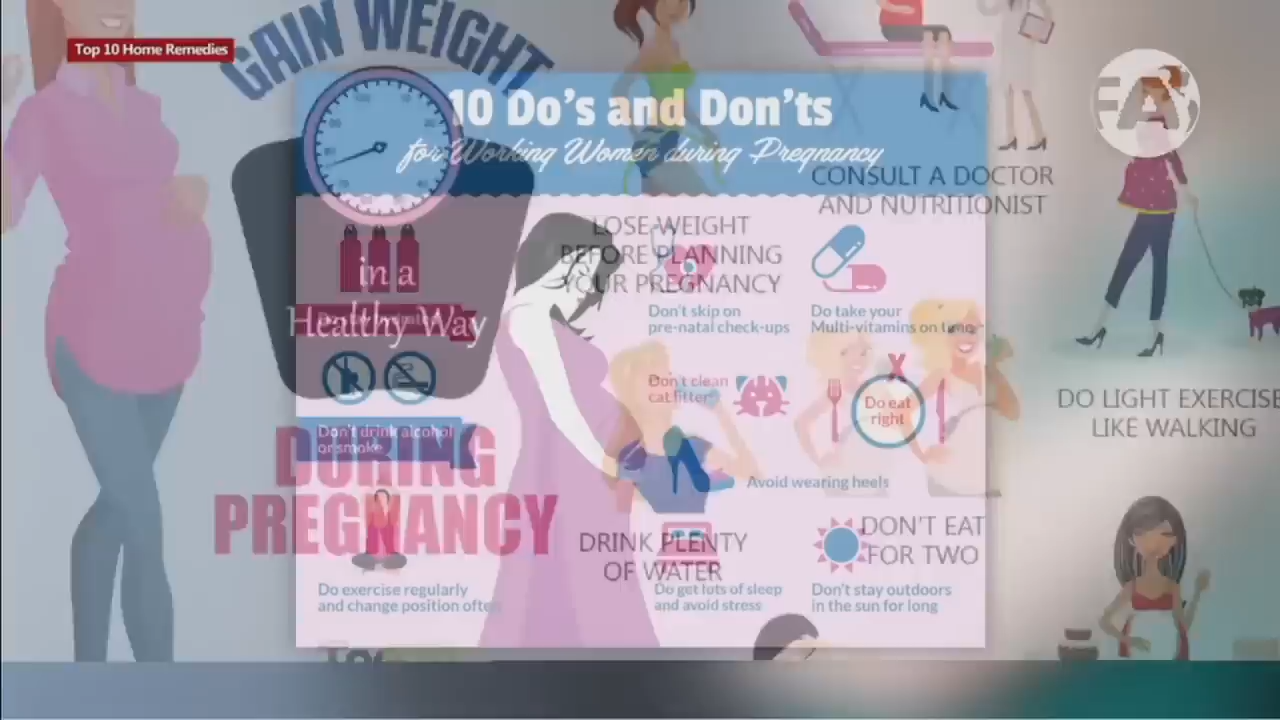 Top 10 Home Remedies
GAIN WEIGHT
in a
Healthy Way
DURING
PREGNANCY
10 Do's and Don'ts
for Working Women during Pregnancy
FA
CONSULT A DOCTOR
AND NUTRITIONIST
LOSE WEIGHT
BEFORE PLANNING
YOUR PREGNANCY
Don't skip on
pre-natal check-ups
Do take your
Multi-vitamins on time
Don't clean
cat litter
Do eat
right
DO LIGHT EXERCISE
LIKE WALKING
Don't drink alcohol
or smoke
Avoid wearing heels
DRINK PLENTY
OF WATER
DON'T EAT
FOR TWO
Do exercise regularly
and change position often
Do get lots of sleep
and avoid stress
Don't stay outdoors
in the sun for long